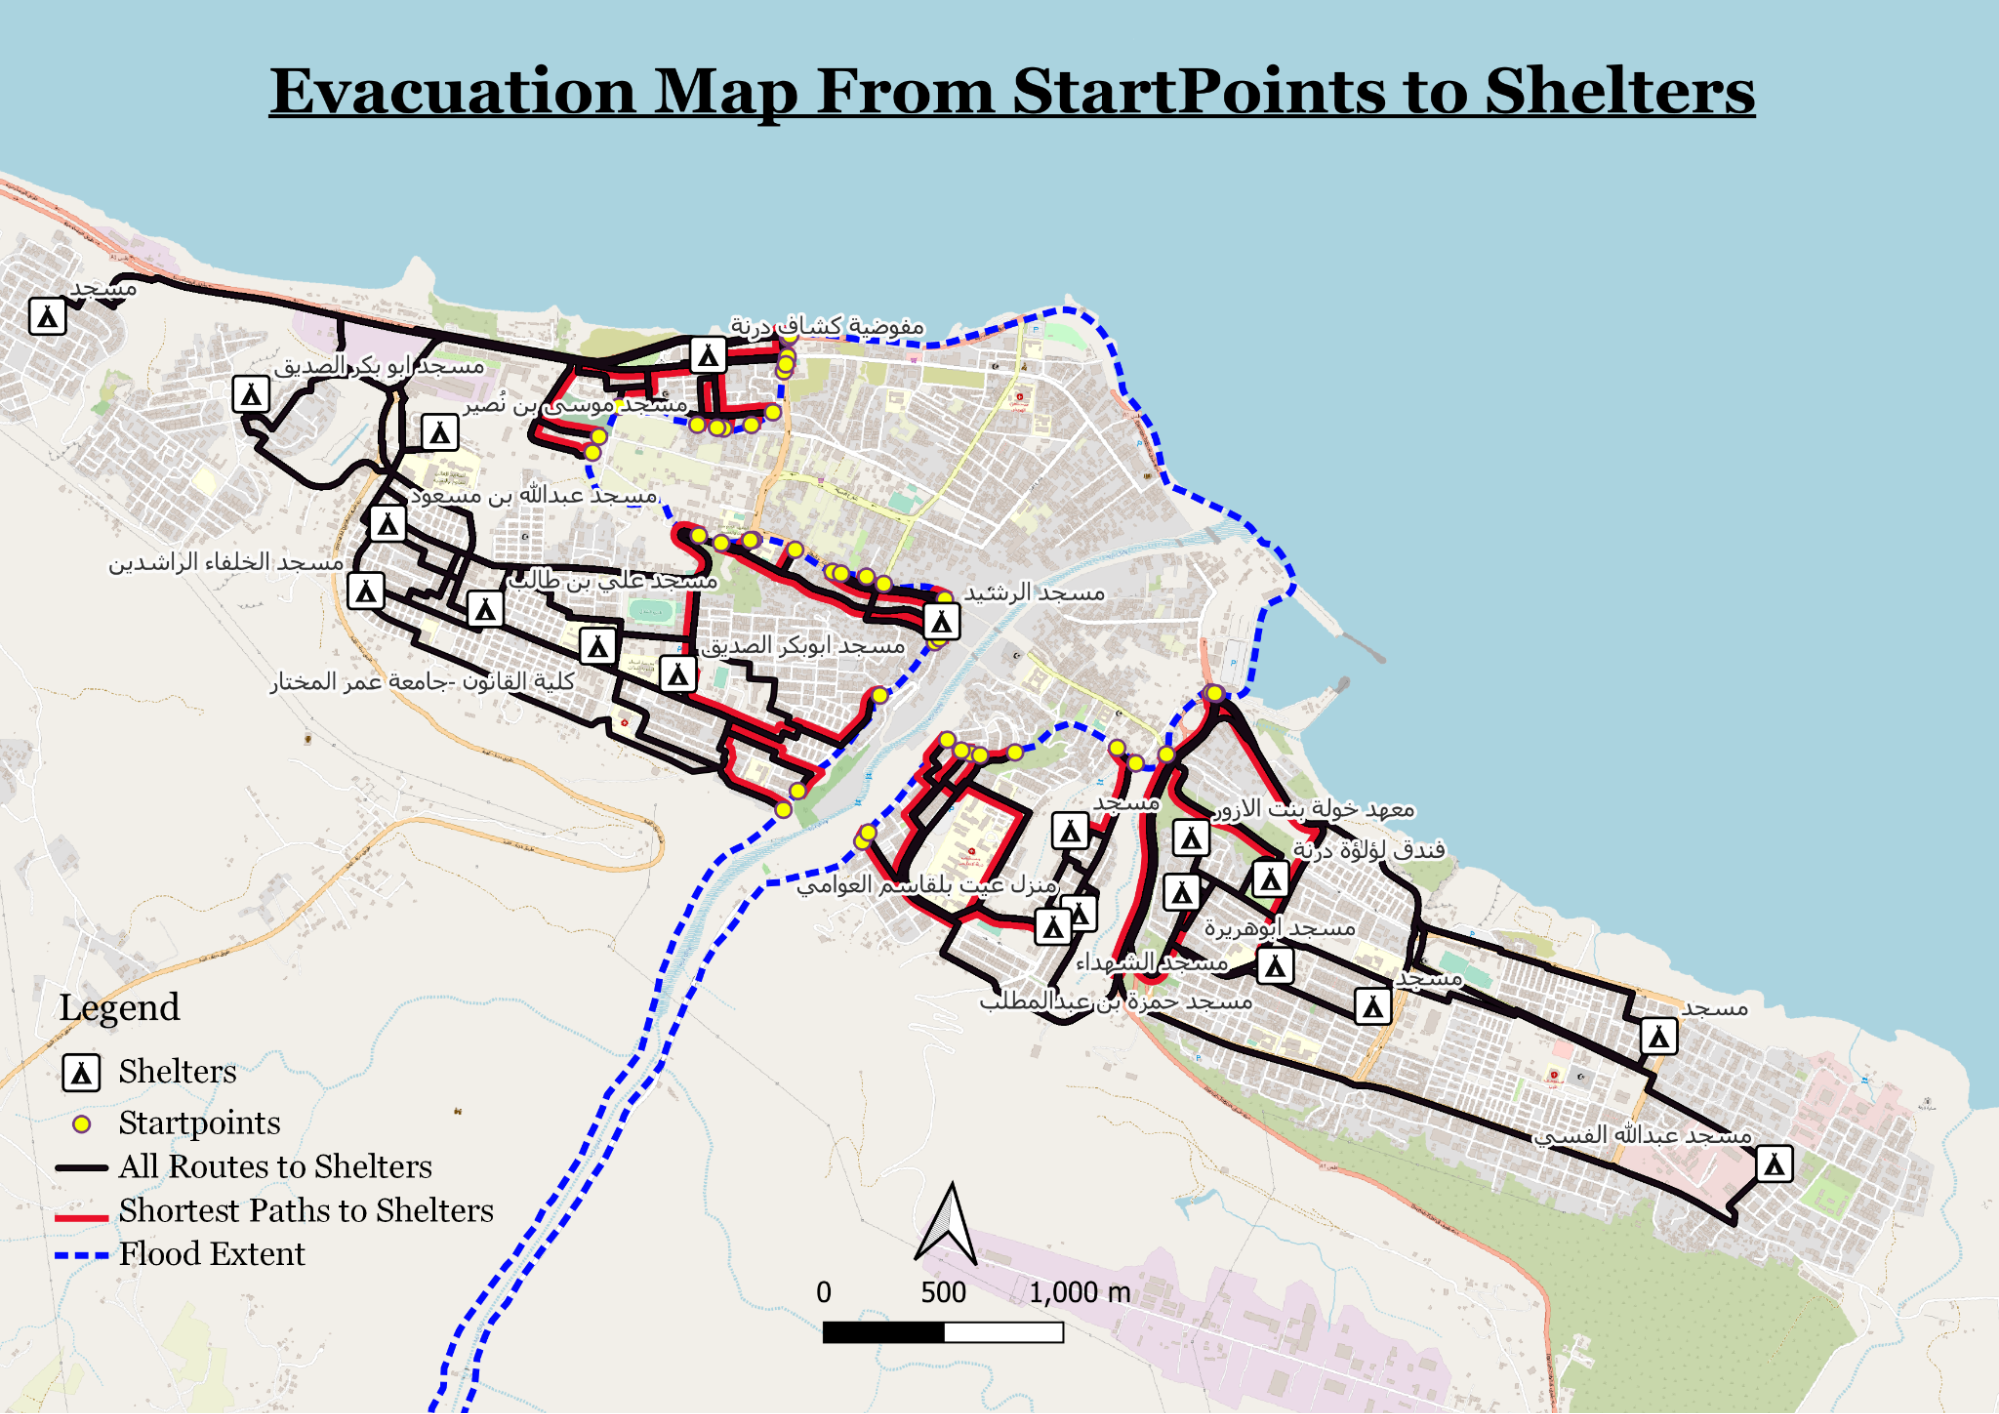 Evacuation Map From StartPoints to Shelters
مسجد
مفوضية كشاف درنة
مسجد ابو بكر الصديق
مسجد موسى بن نُصير
مسجد عبدالله بن مسعود
مسجد الخلفاء الراشدين
مسجد علي بن طالب
مسجد الرشيد
مسجد ابوبكر الصديق
كلية القانون -جامعة عمر المختار
مسجد
معهد خولة بنت الازور
فندق لؤلؤة درنة
منزل عيت بلقاسم العوامي
مسجد ابوهريرة
مسجد الشهداء
مسجد
مسجد حمزة بن عبدالمطلب
مسجد
مسجد عبدالله الفسي
Legend
Shelters
Startpoints
All Routes to Shelters
Shortest Paths to Shelters
Flood Extent
0 500 1,000 m